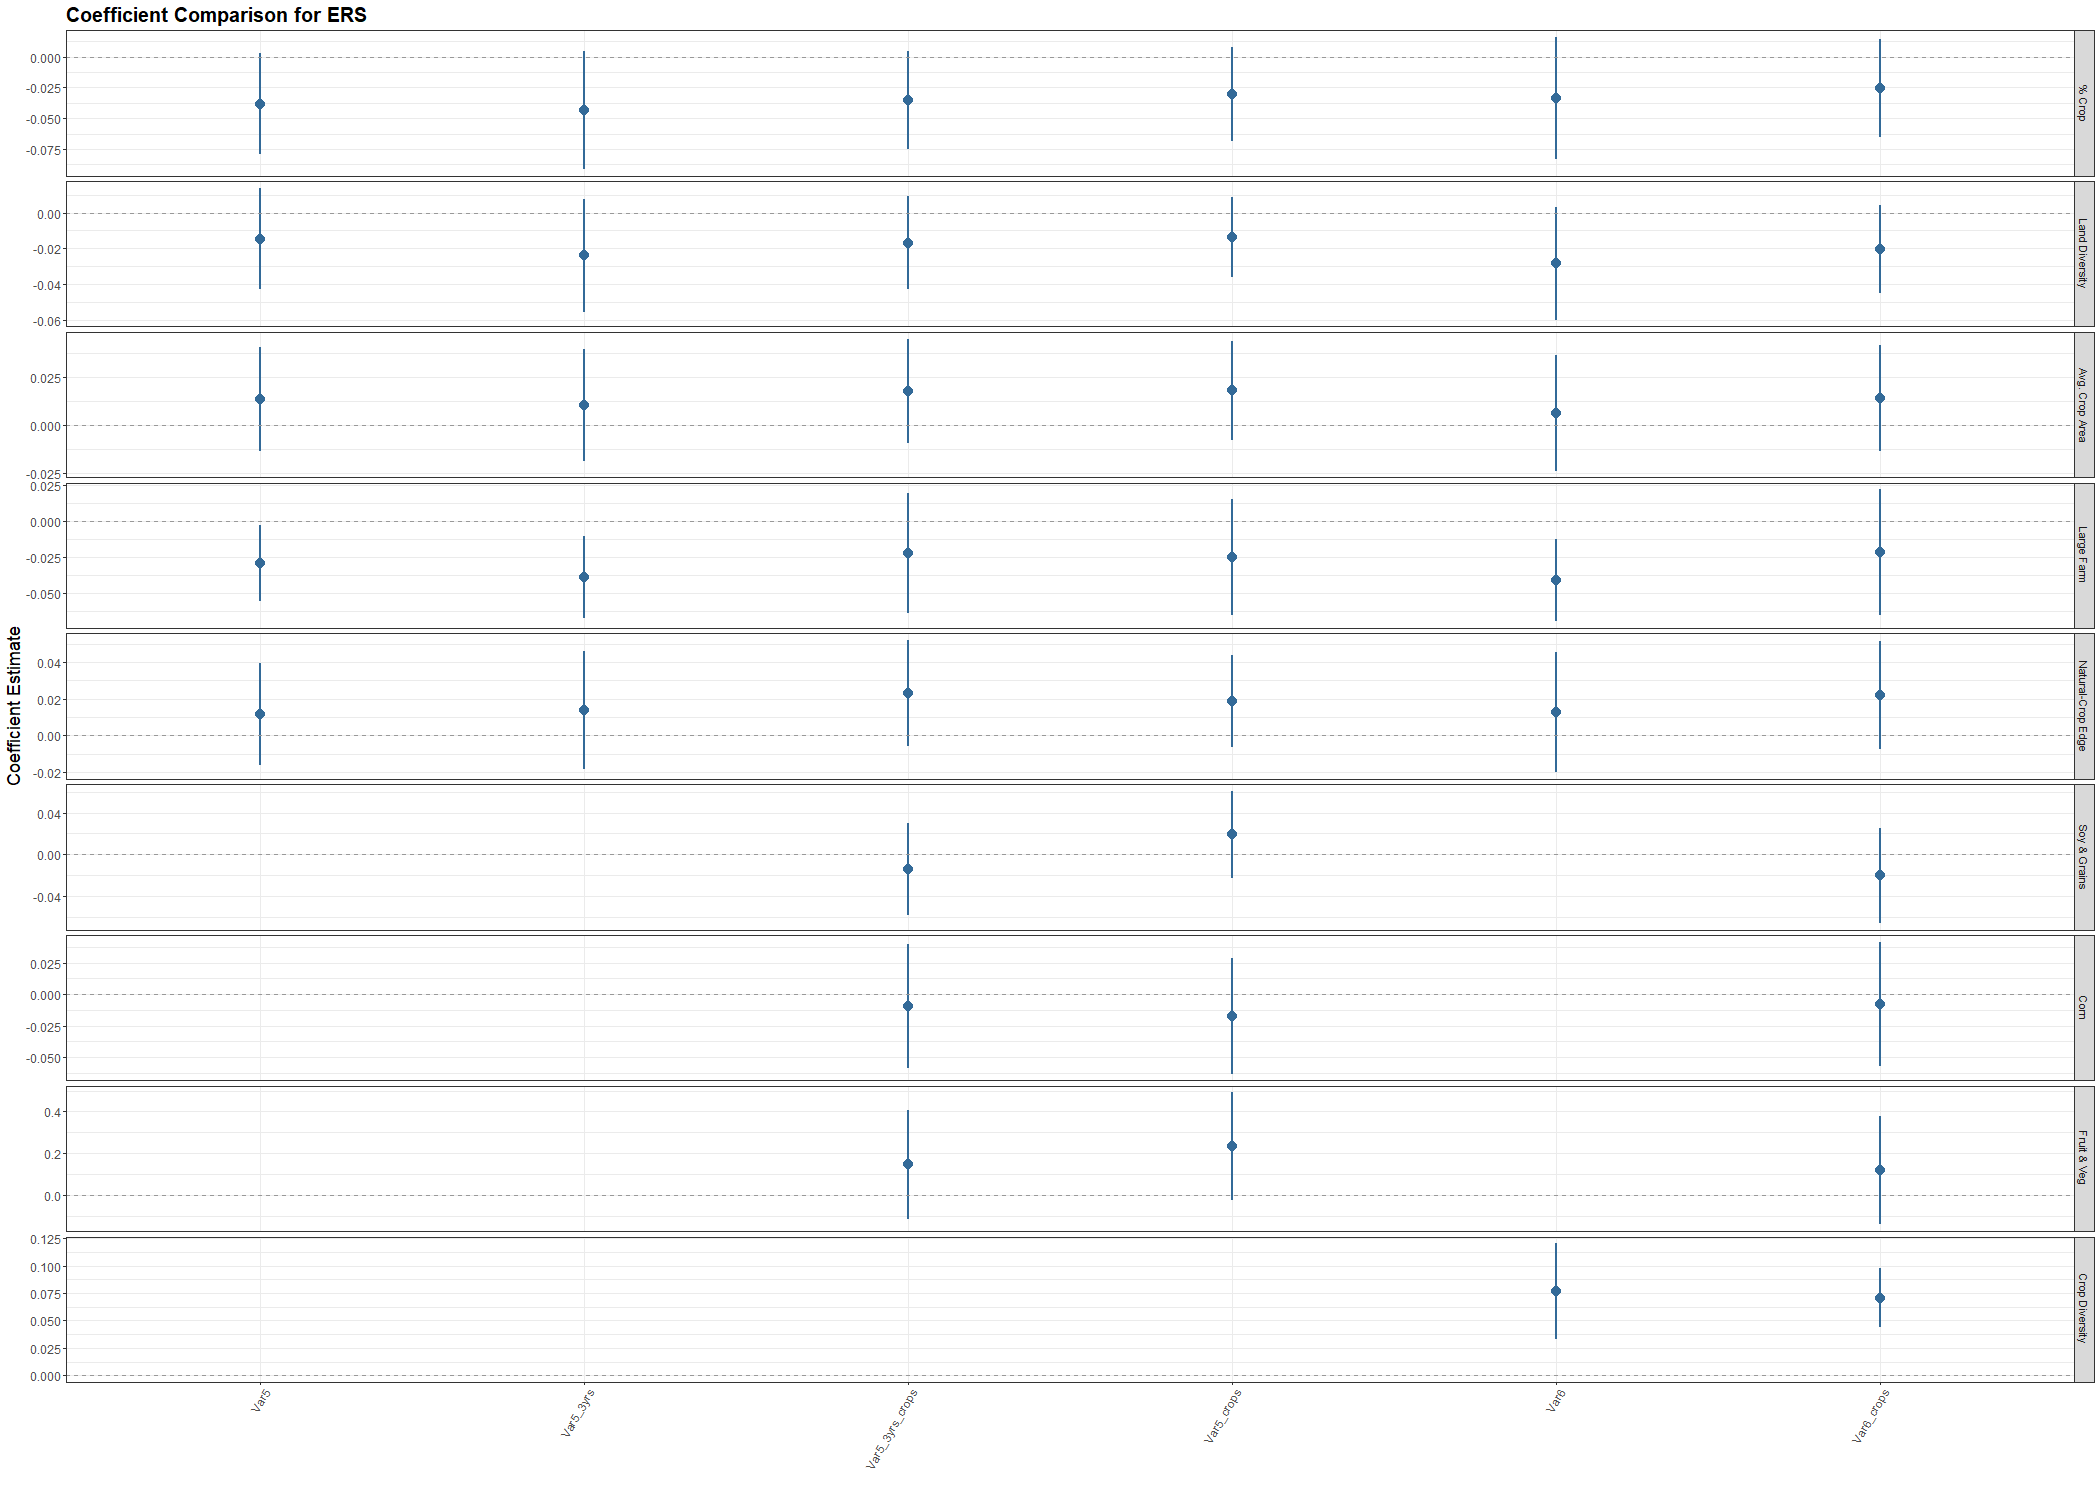 Coefficient Comparison for ERS
Coefficient Estimate
0.000
-0.025
-0.050
-0.075
% Crop
0.00
-0.02
-0.04
-0.06
Land Diversity
0.025
0.000
-0.025
Avg. Crop Area
0.025
0.000
-0.025
-0.050
Large Farm
0.04
0.02
0.00
-0.02
Natural-Crop Edge
0.04
0.00
-0.04
Soy & Grains
0.025
0.000
-0.025
-0.050
Corn
0.4
0.2
0.0
Fruit & Veg
0.125
0.100
0.075
0.050
0.025
0.000
Crop Diversity
Var5
Var5_3yrs
Var5_3yrs_crops
Var5_crops
Var6
Var6_crops